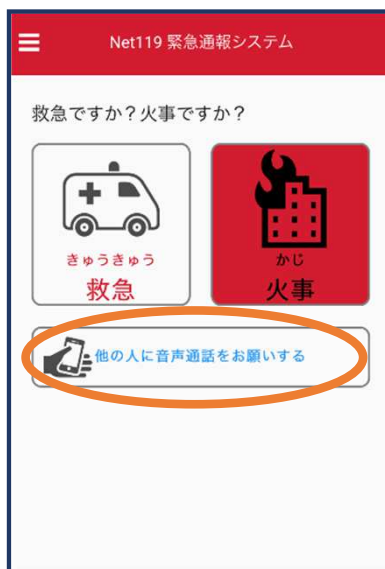 Net119 緊急通報システム
救急ですか？火事ですか？
きゅうきゅう
救急
かじ
火事
他の人に音声通話をお願いする